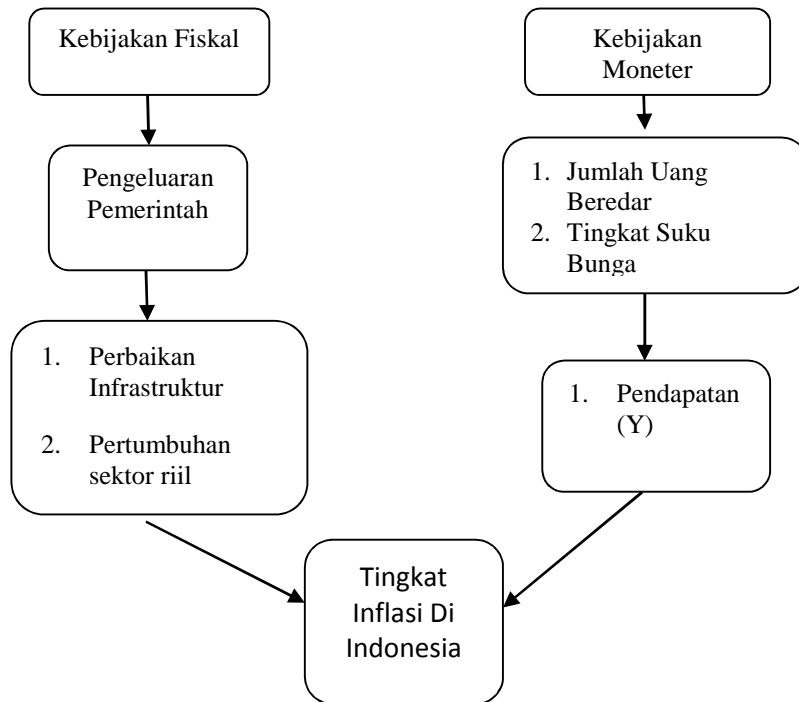 Kebijakan Fiskal
Pengeluaran
Pemerintah
1. Perbaikan
Infrastruktur
2. Pertumbuhan
sektor riil
Kebijakan
Moneter
1. Jumlah Uang
Beredar
2. Tingkat Suku
Bunga
1. Pendapatan
(Y)
Tingkat
Inflasi Di
Indonesia